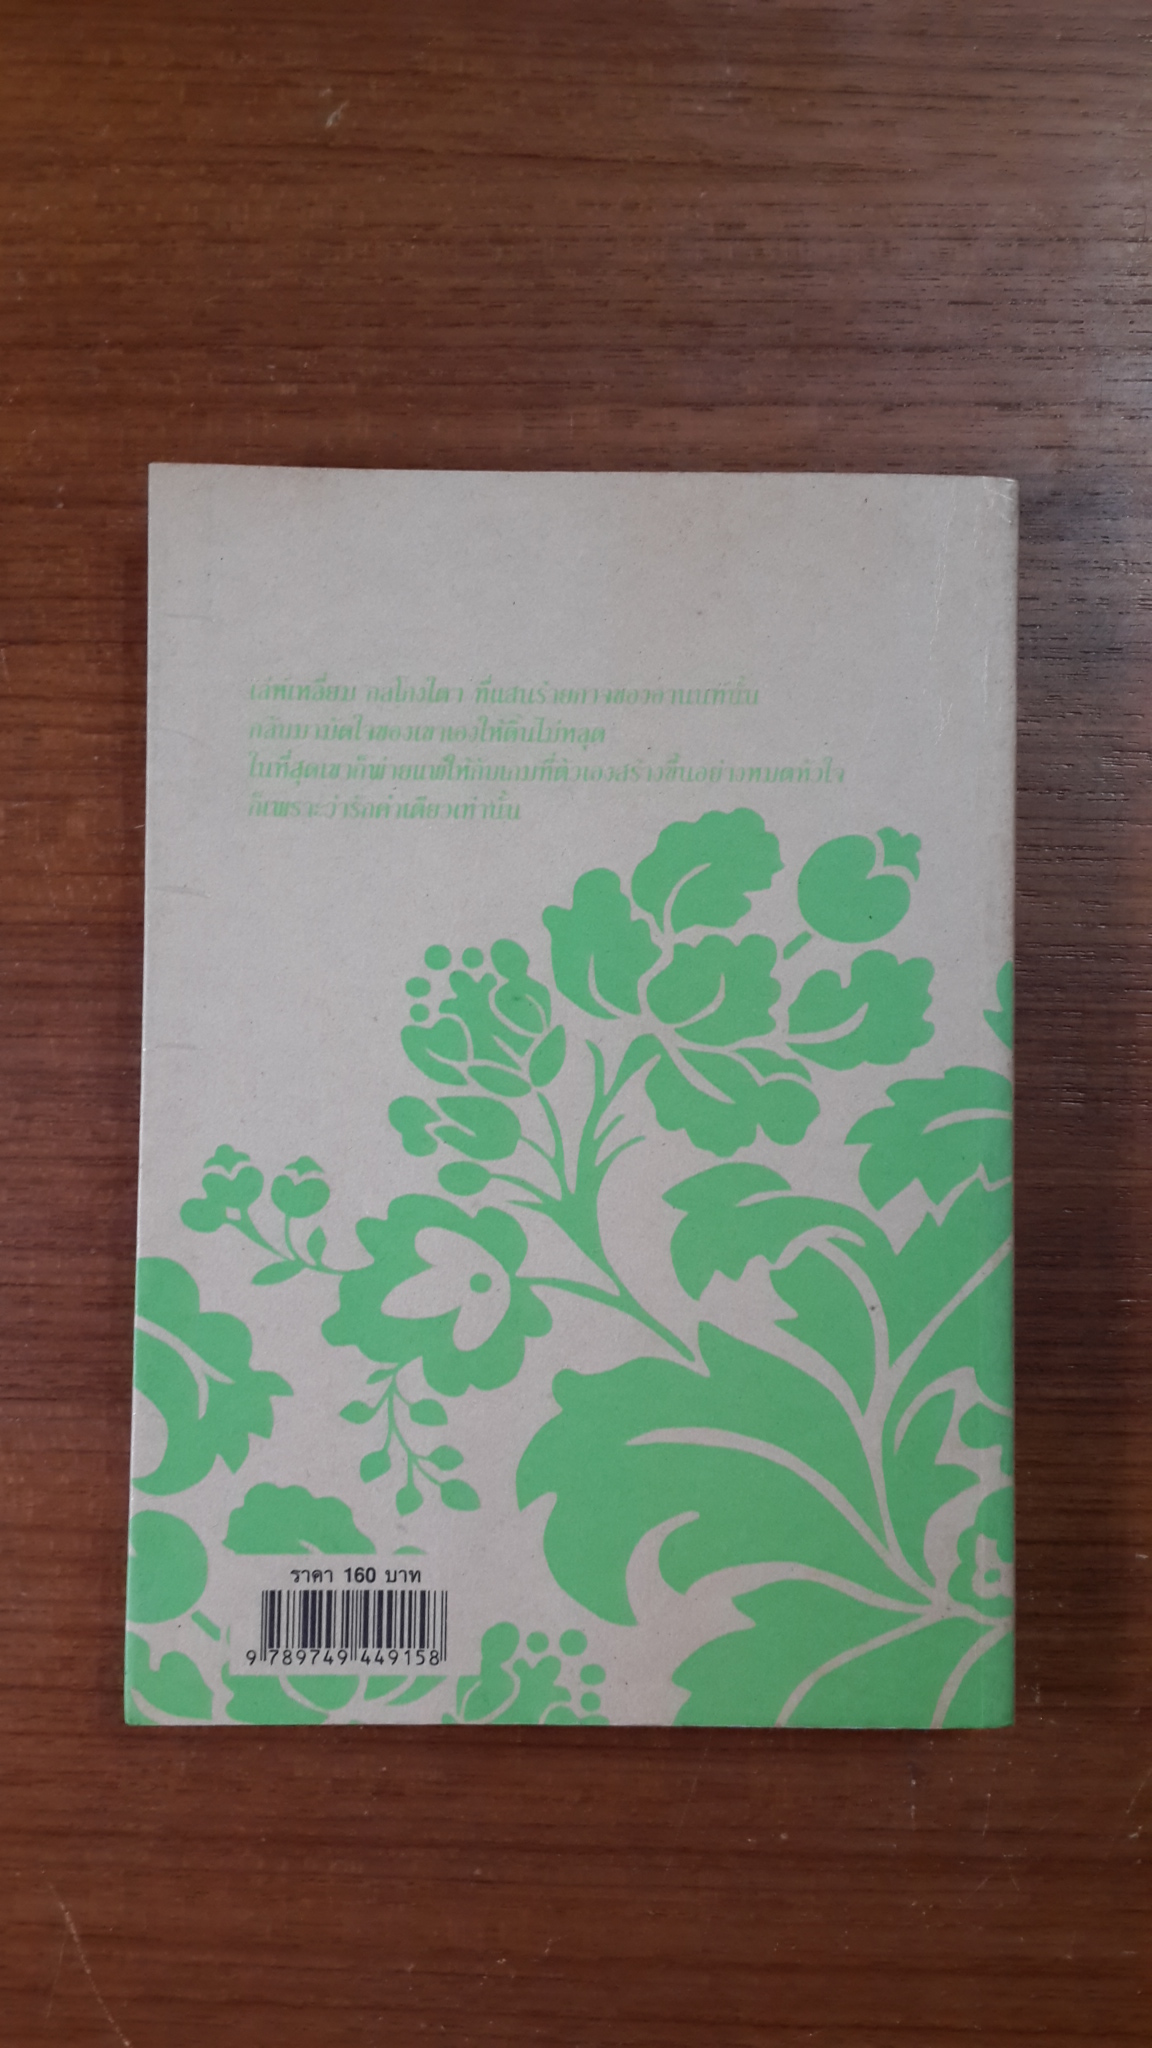 เล่ห์เหลี่ยม กลโกงใดๆ ที่แสนร้ายกาจของอานนท์นั้น
กลับมามัดใจของเขาเองให้ดิ้นไม่หลุด
ในที่สุดเขาก็พ่ายแพ้ให้กับเกมที่ตัวเองสร้างขึ้นอย่างหมดหัวใจ
ก็เพราะว่ารักคำเดียวเท่านั้น
ราคา 160 บาท
9 789749 449158